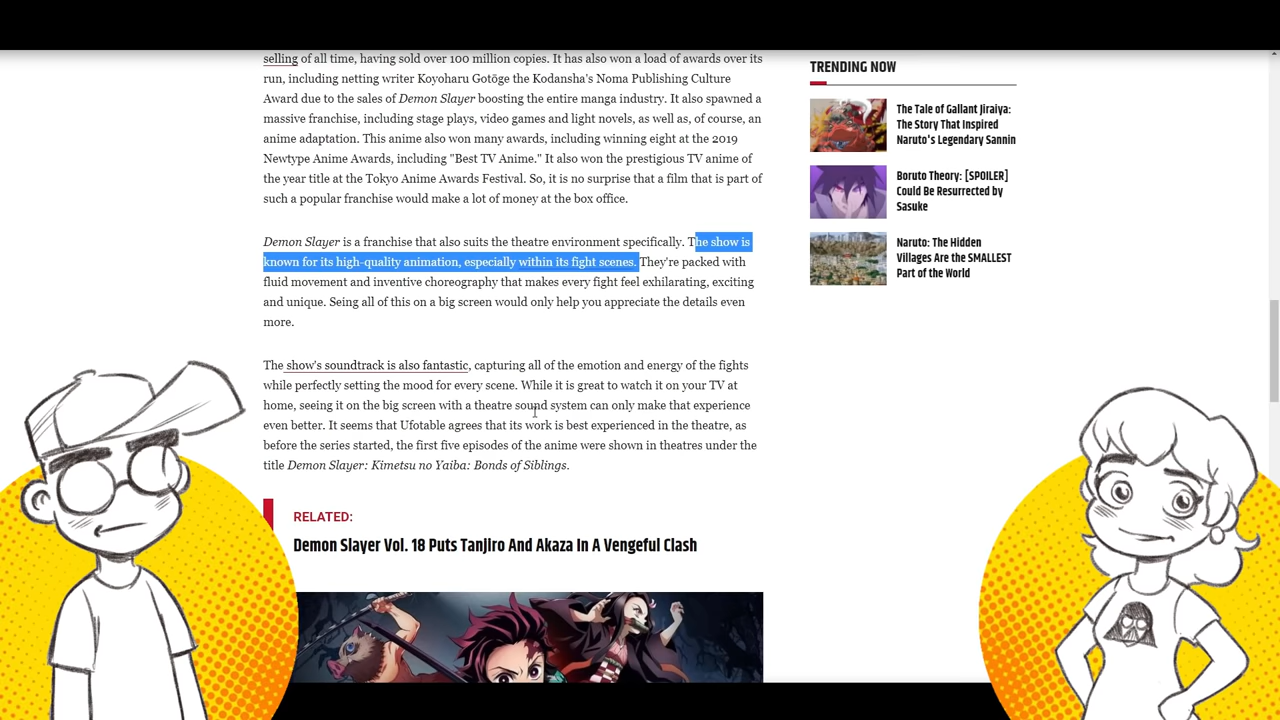 selling of all time, having sold over 100 million copies. It has also won a load of awards over its
run, including netting writer Koyoharu Gotōge the Kodansha's Noma Publishing Culture
Award due to the sales of Demon Slayer boosting the entire manga industry. It also spawned a
massive franchise, including stage plays, video games and light novels, as well as, of course, an
anime adaptation. This anime also won many awards, including winning eight at the 2019
Newtype Anime Awards, including "Best TV Anime." It also won the prestigious TV anime of
the year title at the Tokyo Anime Awards Festival. So, it is no surprise that a film that is part of
such a popular franchise would make a lot of money at the box office.
Demon Slayer is a franchise that also suits the theatre environment specifically. The show is
known for its high-quality animation, especially within its fight scenes. They're packed with
fluid movement and inventive choreography that makes every fight feel exhilarating, exciting
and unique. Seing all of this on a big screen would only help you appreciate the details even
more.
The show's soundtrack is also fantastic, capturing all of the emotion and energy of the fights
while perfectly setting the mood for every scene. While it is great to watch it on your TV at
home, seeing it on the big screen with a theatre sound system can only make that experience
even better. It seems that Ufotable agrees that its work is best experienced in the theatre, as
before the series started, the first five episodes of the anime were shown in theatres under the
title Demon Slayer: Kimetsu no Yaiba: Bonds of Siblings.
RELATED:
Demon Slayer Vol. 18 Puts Tanjiro And Akaza In A Vengeful Clash
TRENDING NOW
The Tale of Gallant Jiraiya:
The Story That Inspired
Naruto's Legendary Sannin
Boruto Theory: [SPOILER]
Could Be Resurrected by
Sasuke
Naruto: The Hidden
Villages Are the SMALLEST
Part of the World